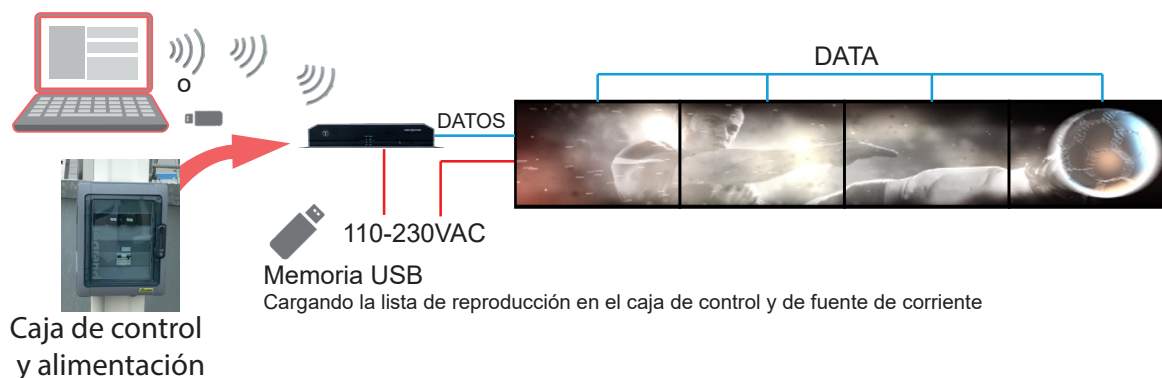 DATA
O
DATOS
110-230VAC
Memoria USB
Cargando la lista de reproducción en el caja de control y de fuente de corriente
Caja de control
y alimentación